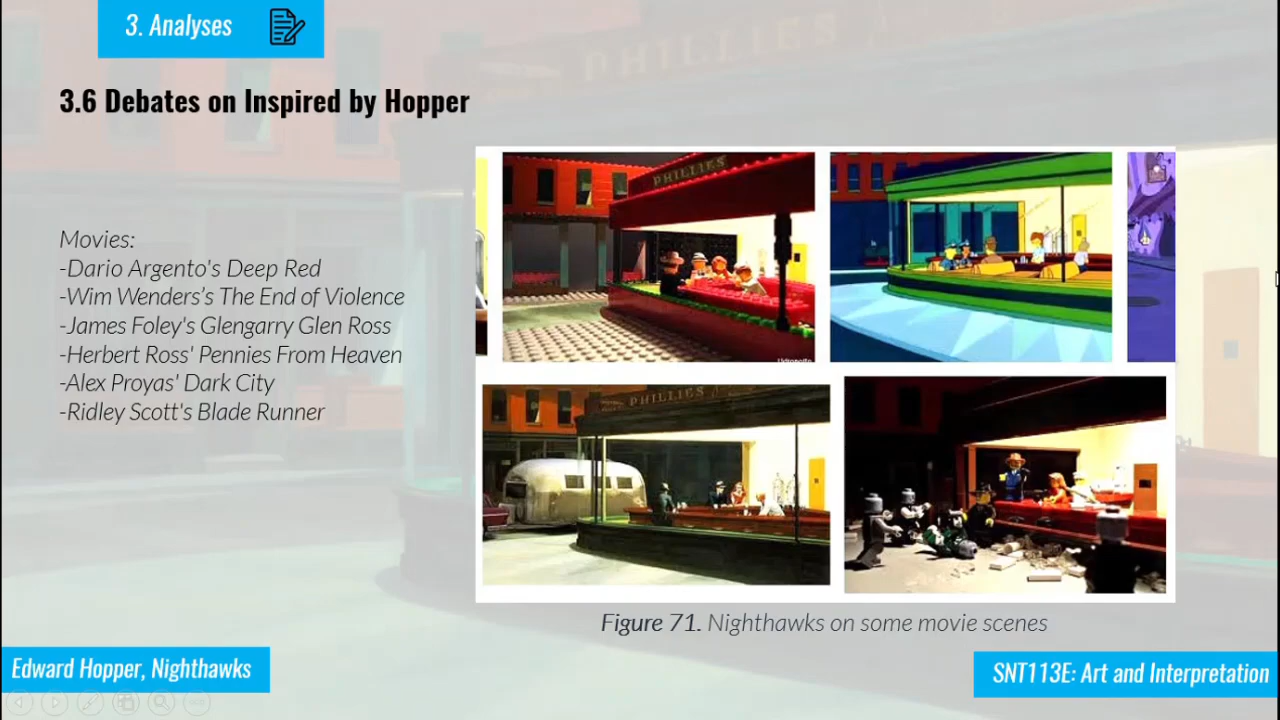 3. Analyses
PHILLIES
3.6 Debates on Inspired by Hopper
PHILLIES
Movies:
-Dario Argento's Deep Red
-Wim Wenders’s The End of Violence
-James Foley's Glengarry Glen Ross
-Herbert Ross' Pennies From Heaven
-Alex Proyas' Dark City
-Ridley Scott's Blade Runner
PHILLIES
Figure 71. Nighthawks on some movie scenes
Edward Hopper, Nighthawks
SNT113E: Art and Interpretation